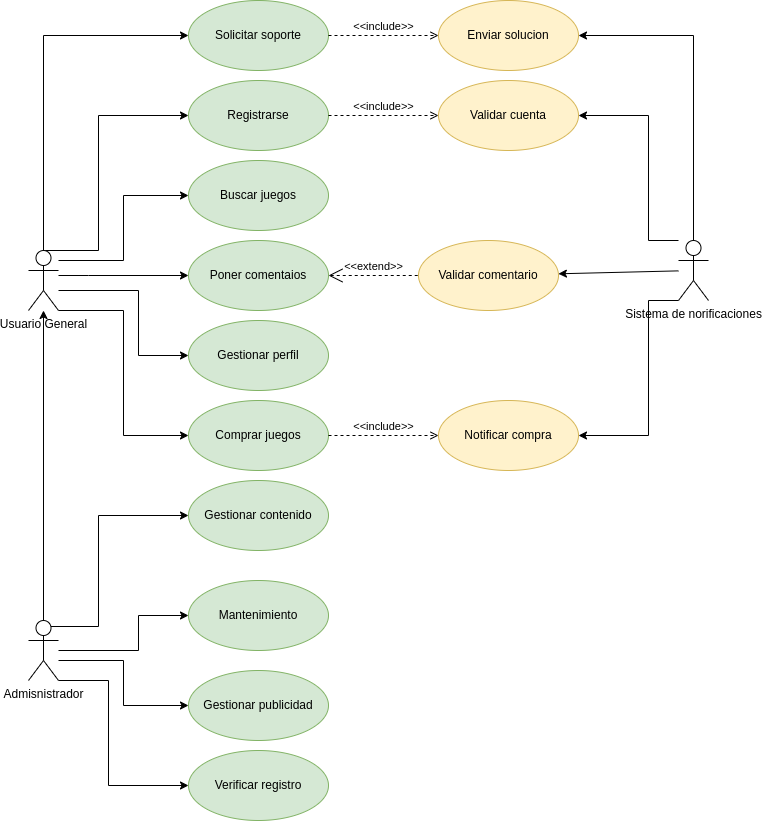 Solicitar soporte
<<include>>
Enviar solucion
Registrarse
<<include>>
Validar cuenta
Buscar juegos
Poner comentaios
<<extend>>
Validar comentario
Usuario General
Sistema de norificaciones
Gestionar perfil
Comprar juegos
<<include>>
Notificar compra
Gestionar contenido
Mantenimiento
Admisnistrador
Gestionar publicidad
Verificar registro